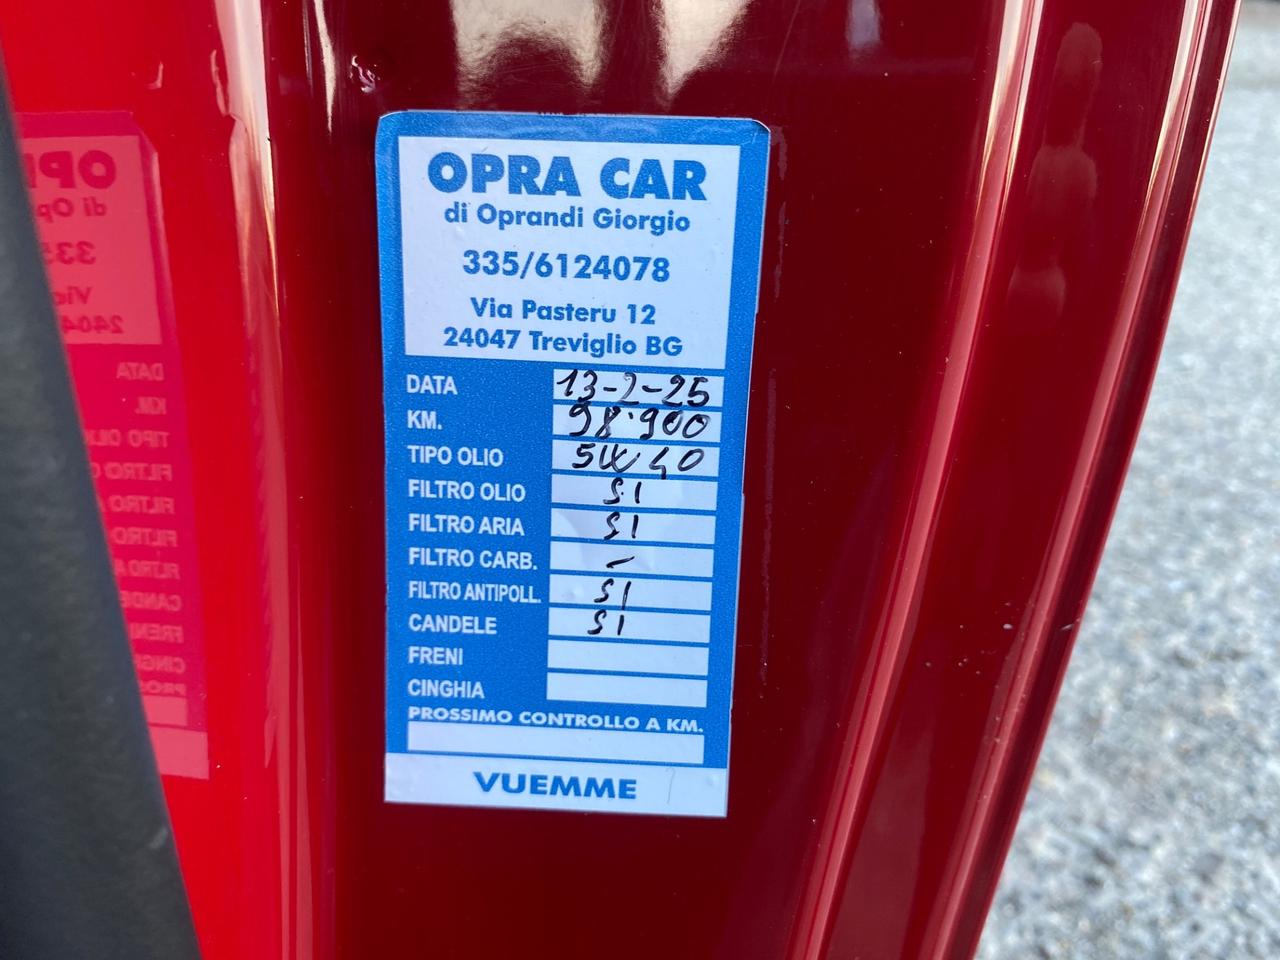 OPRA CAR
di Oprandi Giorgio
335/6124078
Via Pasteru 12
24047 Treviglio BG
DATA 13-2-25
KM. 98.900
TIPO OLIO 5W40
FILTRO OLIO SI
FILTRO ARIA SI
FILTRO CARB. -
FILTRO ANTIPOLL. SI
CANDELE SI
FRENI
CINGHIA
PROSSIMO CONTROLLO A KM.
VUEMME